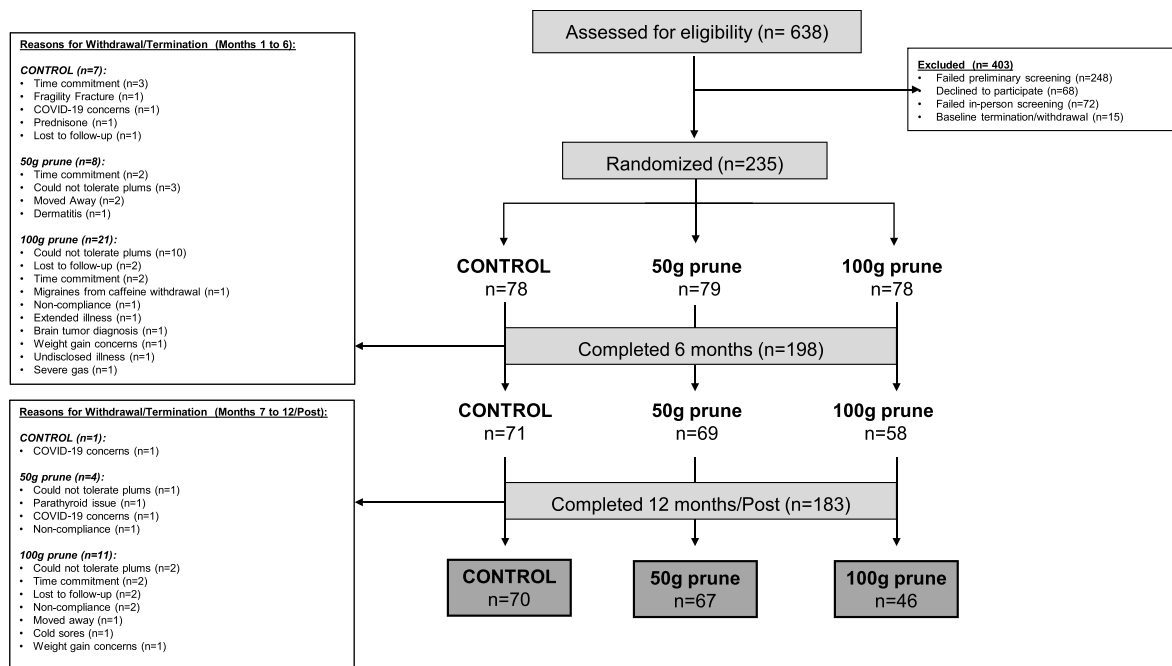 Assessed for eligibility (n= 638)
Excluded (n= 403)
• Failed preliminary screening (n=248)
• Declined to participate (n=68)
• Failed in-person screening (n=72)
• Baseline termination/withdrawal (n=15)
Randomized (n=235)
CONTROL
n=78
50g prune
n=79
100g prune
n=78
Reasons for Withdrawal/Termination (Months 1 to 6):
CONTROL (n=7):
• Time commitment (n=3)
• Fragility Fracture (n=1)
• COVID-19 concerns (n=1)
• Prednisone (n=1)
• Lost to follow-up (n=1)
50g prune (n=8):
• Time commitment (n=2)
• Could not tolerate plums (n=3)
• Moved Away (n=2)
• Dermatitis (n=1)
100g prune (n=21):
• Could not tolerate plums (n=10)
• Lost to follow-up (n=2)
• Time commitment (n=2)
• Migraines from caffeine withdrawal (n=1)
• Non-compliance (n=1)
• Extended illness (n=1)
• Brain tumor diagnosis (n=1)
• Weight gain concerns (n=1)
• Undisclosed illness (n=1)
• Severe gas (n=1)
Completed 6 months (n=198)
CONTROL
n=71
50g prune
n=69
100g prune
n=58
Reasons for Withdrawal/Termination (Months 7 to 12/Post):
CONTROL (n=1):
• COVID-19 concerns (n=1)
50g prune (n=4):
• Could not tolerate plums (n=1)
• Parathyroid issue (n=1)
• COVID-19 concerns (n=1)
• Non-compliance (n=1)
100g prune (n=11):
• Could not tolerate plums (n=2)
• Time commitment (n=2)
• Lost to follow-up (n=2)
• Non-compliance (n=2)
• Moved away (n=1)
• Cold sores (n=1)
• Weight gain concerns (n=1)
Completed 12 months/Post (n=183)
CONTROL
n=70
50g prune
n=67
100g prune
n=46